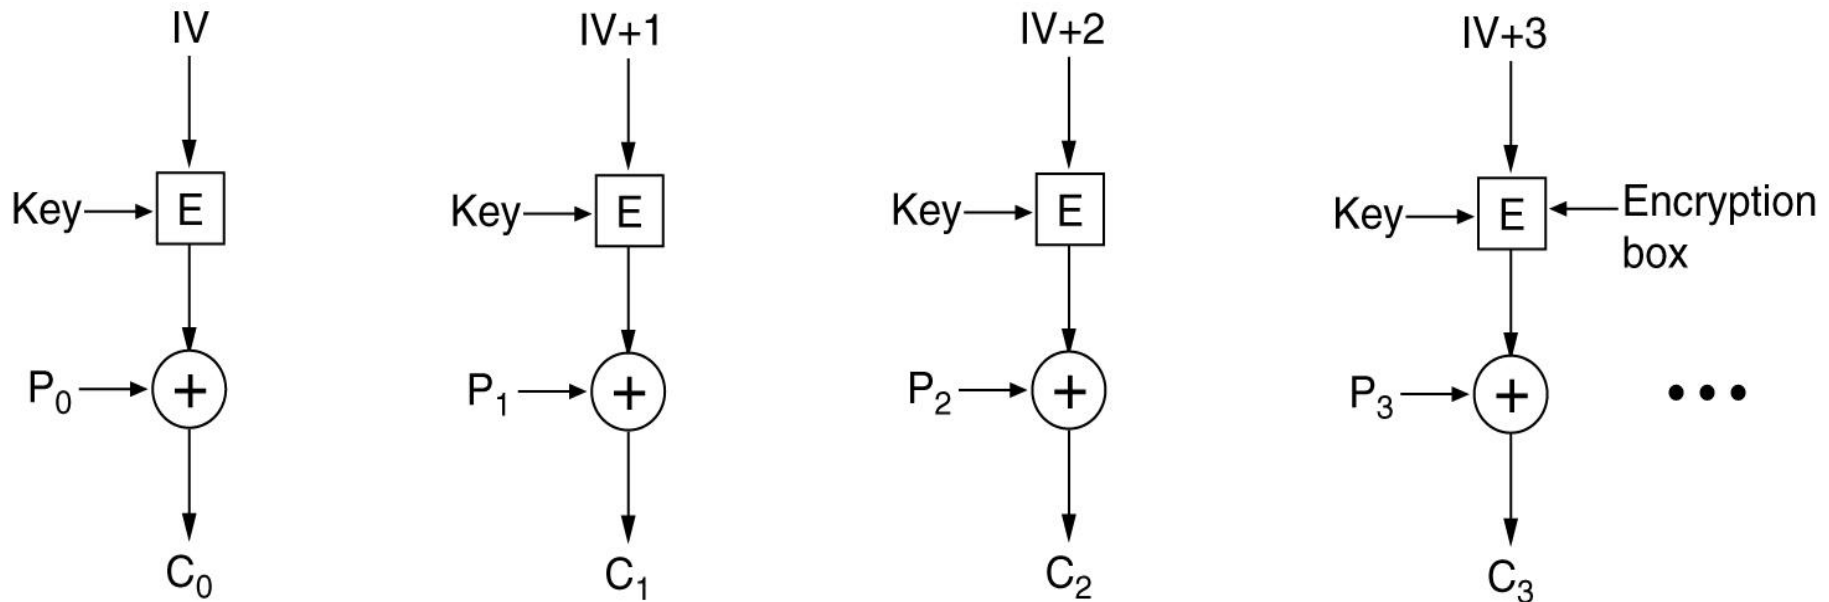 IV IV+1 IV+2 IV+3
Key E Key E Key E Key E Encryption
box
P₀ + P₁ + P₂ + P₃ + •••
C₀ C₁ C₂ C₃